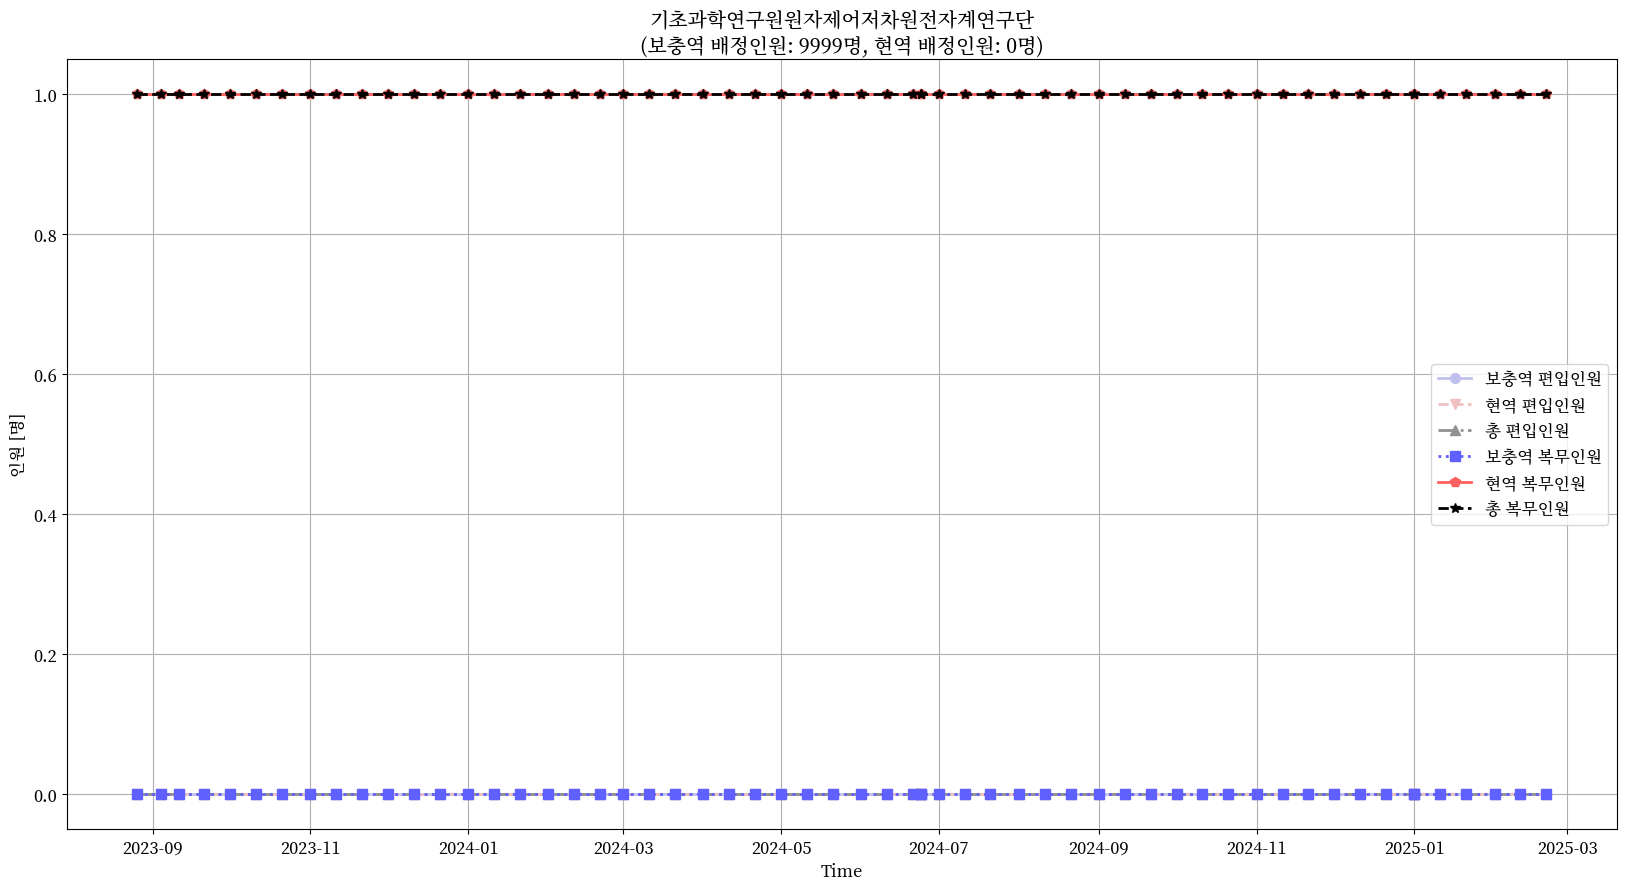 기초과학연구원원자제어저차원전자계연구단
(보충역 배정인원: 9999명, 현역 배정인원: 0명)
1.0
0.8
0.6
0.4
0.2
0.0
인원 [명]
보충역 편입인원
현역 편입인원
총 편입인원
보충역 복무인원
현역 복무인원
총 복무인원
2023-09 2023-11 2024-01 2024-03 2024-05 2024-07 2024-09 2024-11 2025-01 2025-03
Time